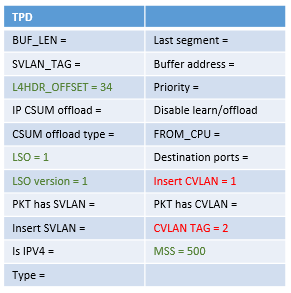 TPD
BUF_LEN = Last segment =
SVLAN_TAG = Buffer address =
L4HDR_OFFSET = 34 Priority =
IP CSUM offload = Disable learn/offload
CSUM offload type = FROM_CPU =
LSO = 1 Destination ports =
LSO version = 1 Insert CVLAN = 1
PKT has SVLAN = PKT has CVLAN =
Insert SVLAN = CVLAN TAG = 2
Is IPV4 = MSS = 500
Type =